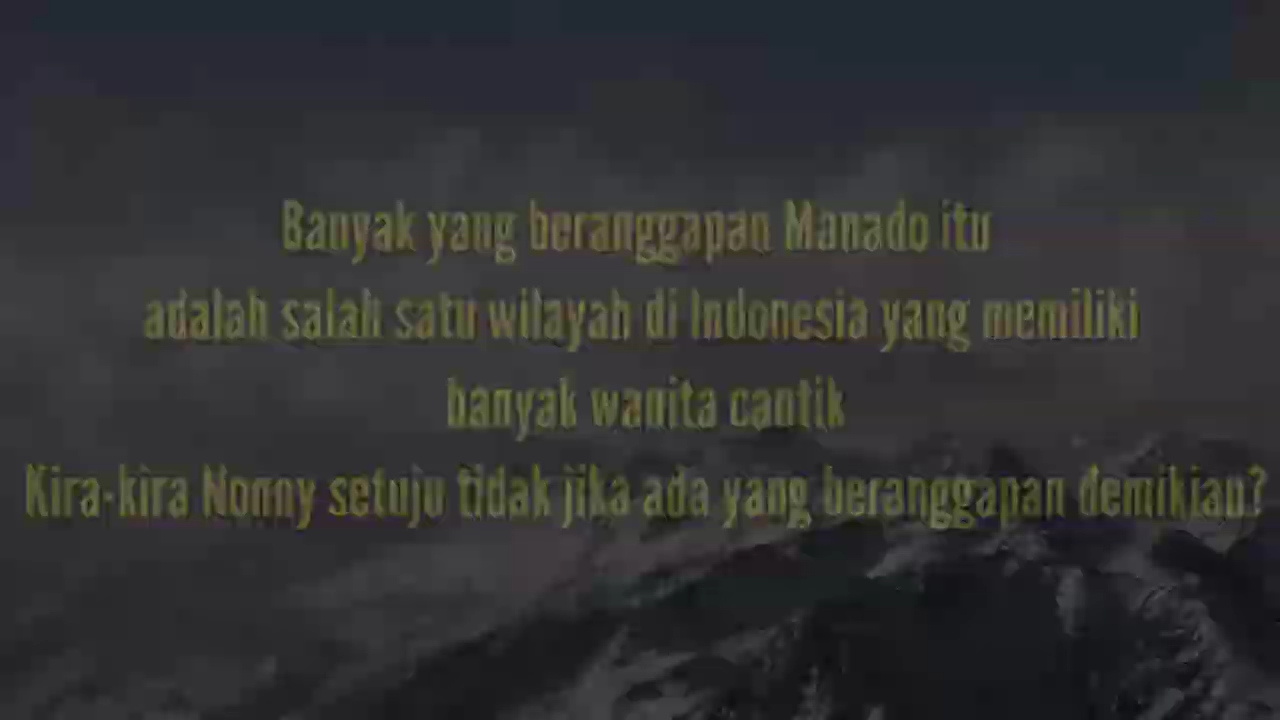 Banyak yang beranggapan Manado itu
adalah salah satu wilayah di Indonesia yang memiliki
banyak wanita cantik
Kira-kira Nonny setuju tidak jika ada yang beranggapan demikian?